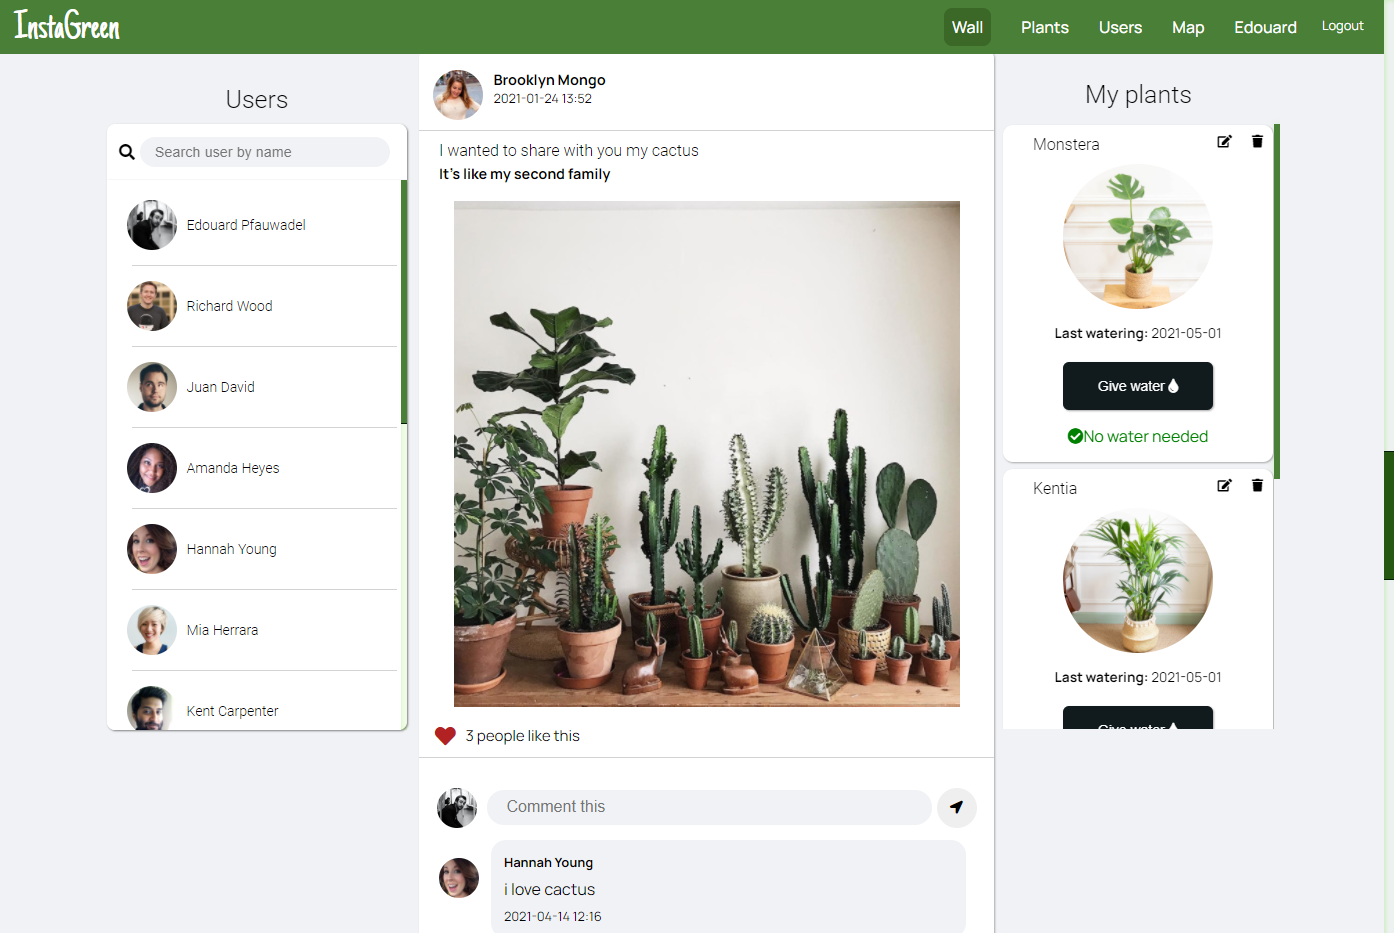 InstaGreen
Wall
Plants
Users
Map
Edouard
Logout
Users
Search user by name
Edouard Pfauwadel
Richard Wood
Juan David
Amanda Heyes
Hannah Young
Mia Herrara
Kent Carpenter
Brooklyn Mongo
2021-01-24 13:52
I wanted to share with you my cactus
It's like my second family
3 people like this
Comment this
Hannah Young
i love cactus
2021-04-14 12:16
My plants
Monstera
Last watering: 2021-05-01
Give water
No water needed
Kentia
Last watering: 2021-05-01
Give water